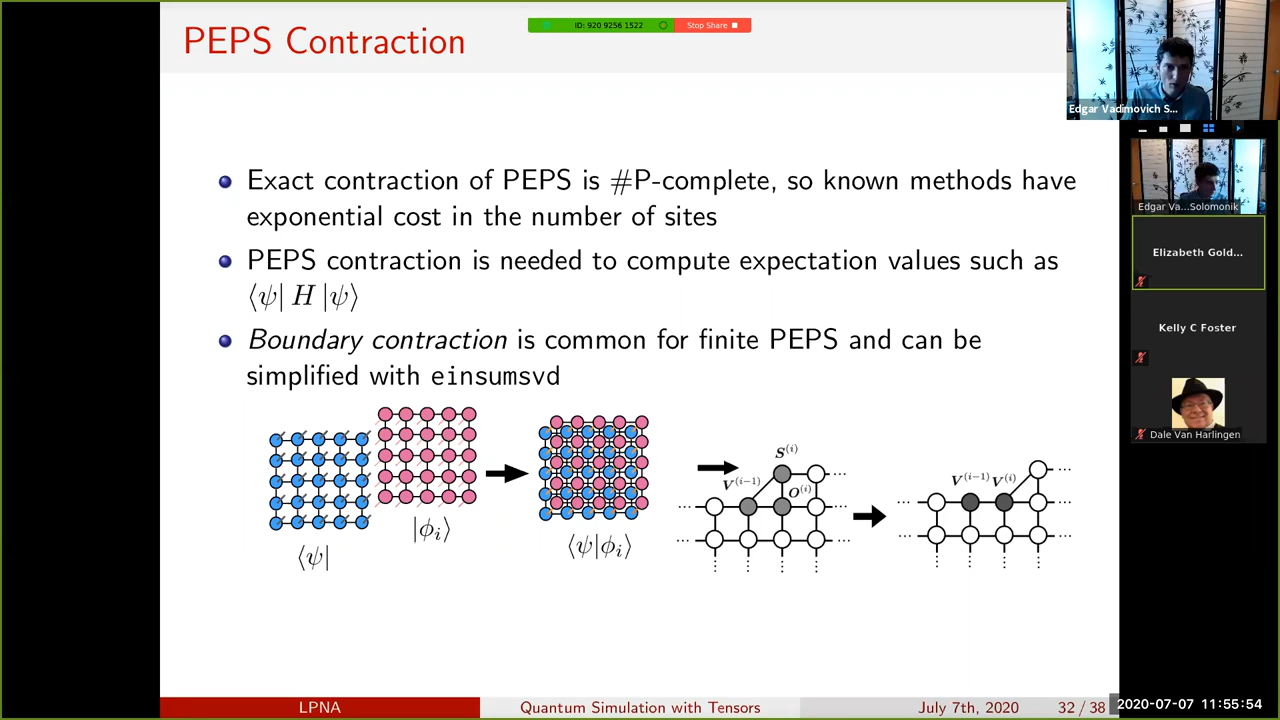 PEPS Contraction
ID: 920 9256 1522
Stop Share
Edgar Vadimovich S...
Exact contraction of PEPS is #P-complete, so known methods have
exponential cost in the number of sites
PEPS contraction is needed to compute expectation values such as
⟨ψ| H |ψ⟩
Boundary contraction is common for finite PEPS and can be
simplified with einsumsvd
⟨ψ|
|ϕᵢ⟩
⟨ψ|ϕᵢ⟩
S⁽ⁱ⁾
V⁽ⁱ⁻¹⁾
O⁽ⁱ⁾
V⁽ⁱ⁻¹⁾ V⁽ⁱ⁾
Edgar Va...Solomonik
Elizabeth Gold...
Kelly C Foster
Dale Van Harlingen
LPNA
Quantum Simulation with Tensors
July 7th, 2020
32 / 38
2020-07-07 11:55:54